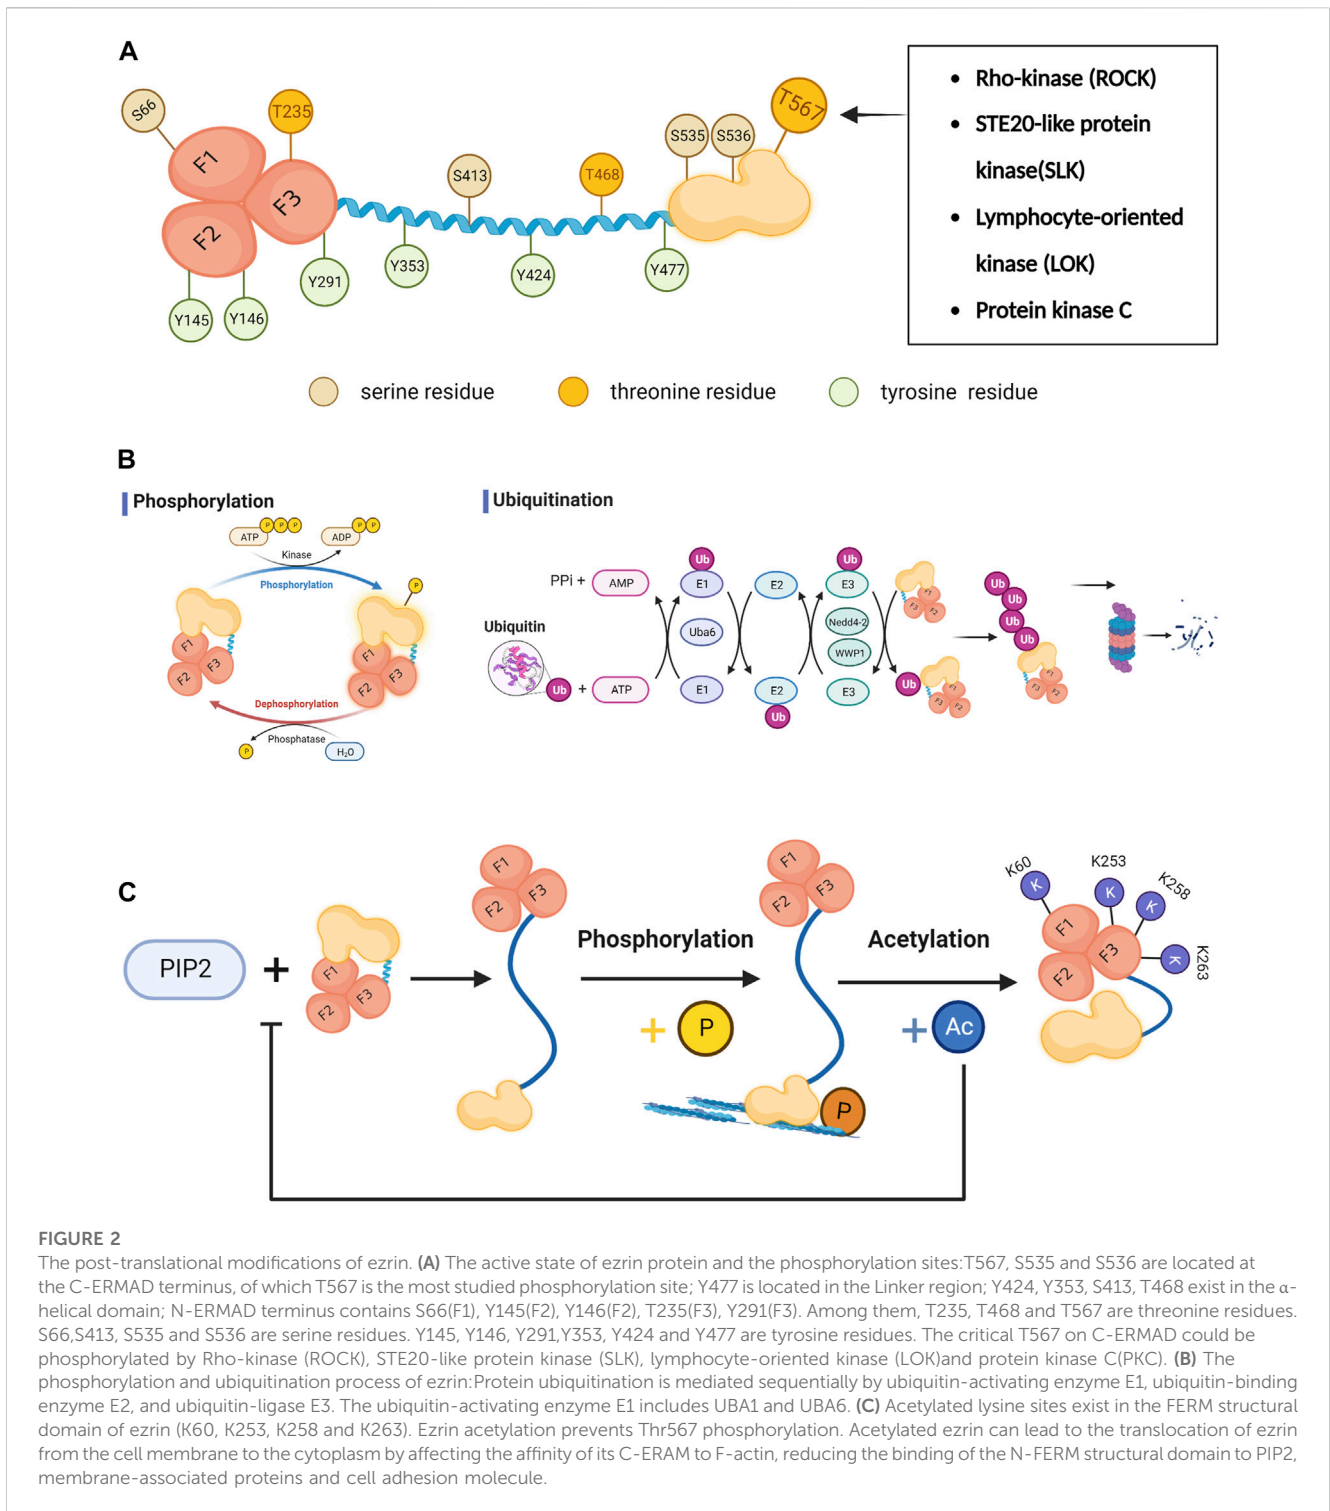 A
S66
T235
F1
F3
F2
S413
T468
S535
S536
T567
Y145
Y146
Y291
Y353
Y424
Y477
• Rho-kinase (ROCK)
• STE20-like protein
kinase(SLK)
• Lymphocyte-oriented
kinase (LOK)
• Protein kinase C
serine residue
threonine residue
tyrosine residue
B
Phosphorylation
ATP
P
P
P
ADP
P
P
Kinase
Phosphorylation
P
F1
F3
F2
F1
F3
F2
Dephosphorylation
Phosphatase
P
H₂O
Ubiquitination
PPi +
AMP
Ub
E1
E2
Ub
E3
F1
F3
F2
Ubiquitin
Uba6
Nedd4-2
WWP1
Ub
+
ATP
E1
E2
Ub
E3
Ub
F1
F3
F2
Ub
Ub
Ub
Ub
F1
F3
F2
C
PIP2
+
F1
F3
F2
F1
F3
F2
Phosphorylation
+ P
F1
F3
F2
P
Acetylation
+ Ac
K60
K
K253
K
K258
K
K263
K
F1
F3
F2
FIGURE 2
The post-translational modifications of ezrin. (A) The active state of ezrin protein and the phosphorylation sites:T567, S535 and S536 are located at
the C-ERMAD terminus, of which T567 is the most studied phosphorylation site; Y477 is located in the Linker region; Y424, Y353, S413, T468 exist in the α-
helical domain; N-ERMAD terminus contains S66(F1), Y145(F2), Y146(F2), T235(F3), Y291(F3). Among them, T235, T468 and T567 are threonine residues.
S66,S413, S535 and S536 are serine residues. Y145, Y146, Y291,Y353, Y424 and Y477 are tyrosine residues. The critical T567 on C-ERMAD could be
phosphorylated by Rho-kinase (ROCK), STE20-like protein kinase (SLK), lymphocyte-oriented kinase (LOK)and protein kinase C(PKC). (B) The
phosphorylation and ubiquitination process of ezrin:Protein ubiquitination is mediated sequentially by ubiquitin-activating enzyme E1, ubiquitin-binding
enzyme E2, and ubiquitin-ligase E3. The ubiquitin-activating enzyme E1 includes UBA1 and UBA6. (C) Acetylated lysine sites exist in the FERM structural
domain of ezrin (K60, K253, K258 and K263). Ezrin acetylation prevents Thr567 phosphorylation. Acetylated ezrin can lead to the translocation of ezrin
from the cell membrane to the cytoplasm by affecting the affinity of its C-ERAM to F-actin, reducing the binding of the N-FERM structural domain to PIP2,
membrane-associated proteins and cell adhesion molecule.